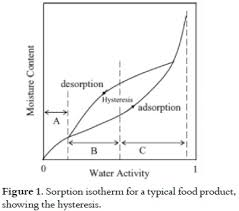 Moisture Content
desorption
Hysteresis
adsorption
A
B
C
0
1
Water Activity
Figure 1. Sorption isotherm for a typical food product,
showing the hysteresis.